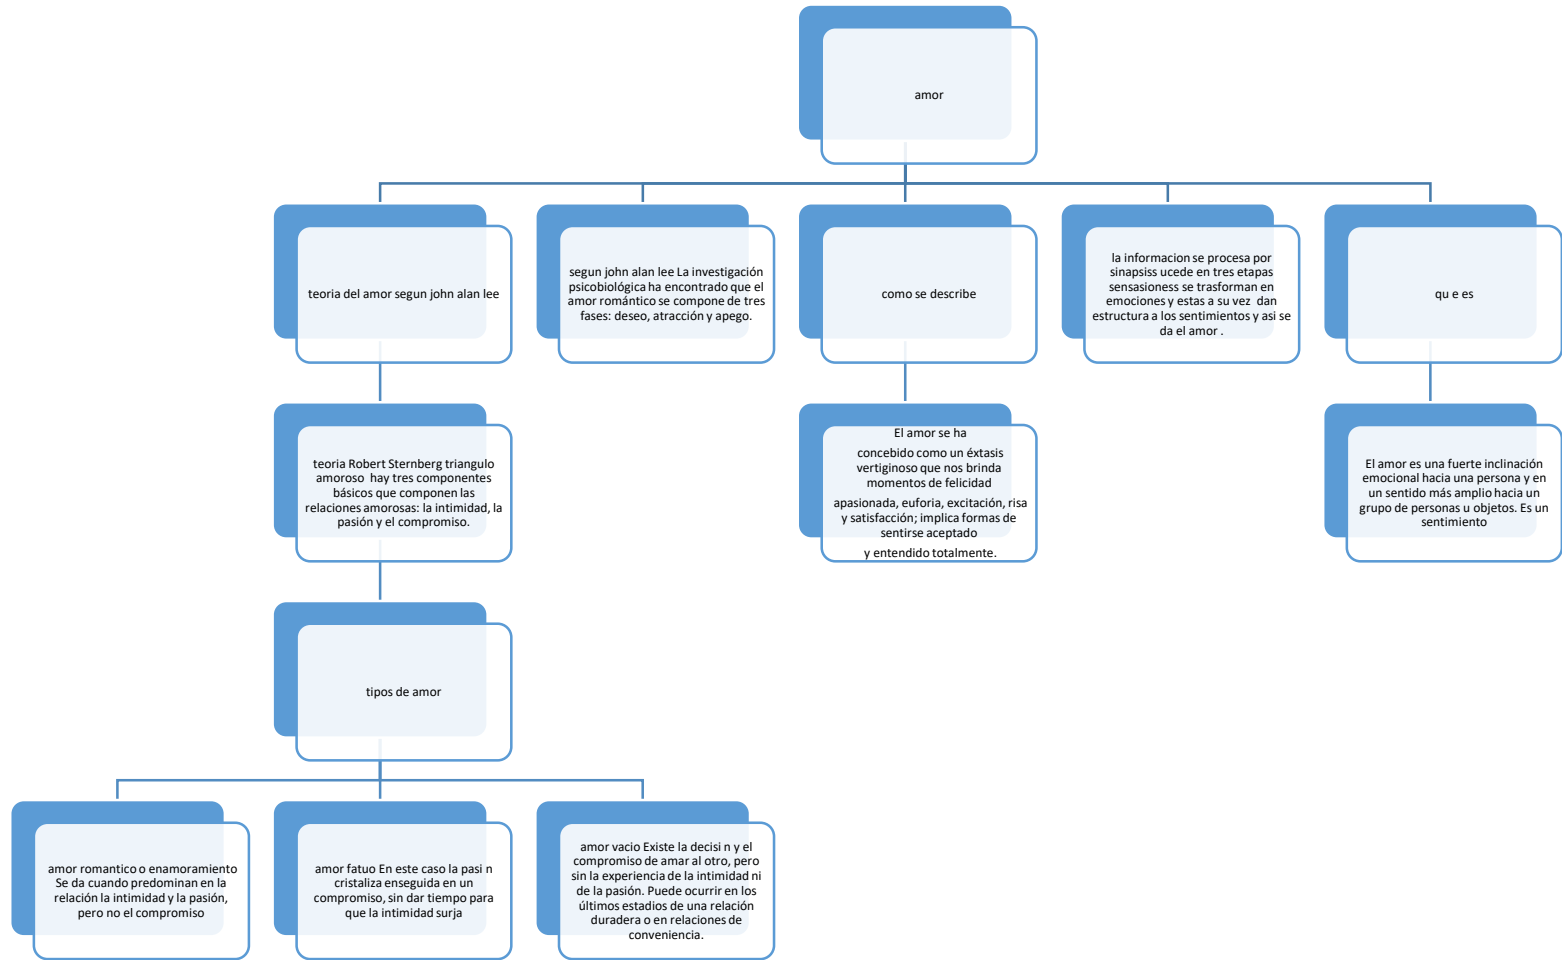 amor
teoria del amor segun john alan lee
segun john alan lee La investigación
psicobiológica ha encontrado que el
amor romántico se compone de tres
fases: deseo, atracción y apego.
como se describe
la informacion se procesa por
sinapsiss ucede en tres etapas
sensasioness se trasforman en
emociones y estas a su vez dan
estructura a los sentimientos y asi se
da el amor .
qu e es
teoria Robert Sternberg triangulo
amoroso hay tres componentes
básicos que componen las
relaciones amorosas: la intimidad, la
pasión y el compromiso.
El amor se ha
concebido como un éxtasis
vertiginoso que nos brinda
momentos de felicidad
apasionada, euforia, excitación, risa
y satisfacción; implica formas de
sentirse aceptado
y entendido totalmente.
El amor es una fuerte inclinación
emocional hacia una persona y en
un sentido más amplio hacia un
grupo de personas u objetos. Es un
sentimiento
tipos de amor
amor romantico o enamoramiento
Se da cuando predominan en la
relación la intimidad y la pasión,
pero no el compromiso
amor fatuo En este caso la pasi n
cristaliza enseguida en un
compromiso, sin dar tiempo para
que la intimidad surja
amor vacio Existe la decisi n y el
compromiso de amar al otro, pero
sin la experiencia de la intimidad ni
de la pasión. Puede ocurrir en los
últimos estadios de una relación
duradera o en relaciones de
conveniencia.